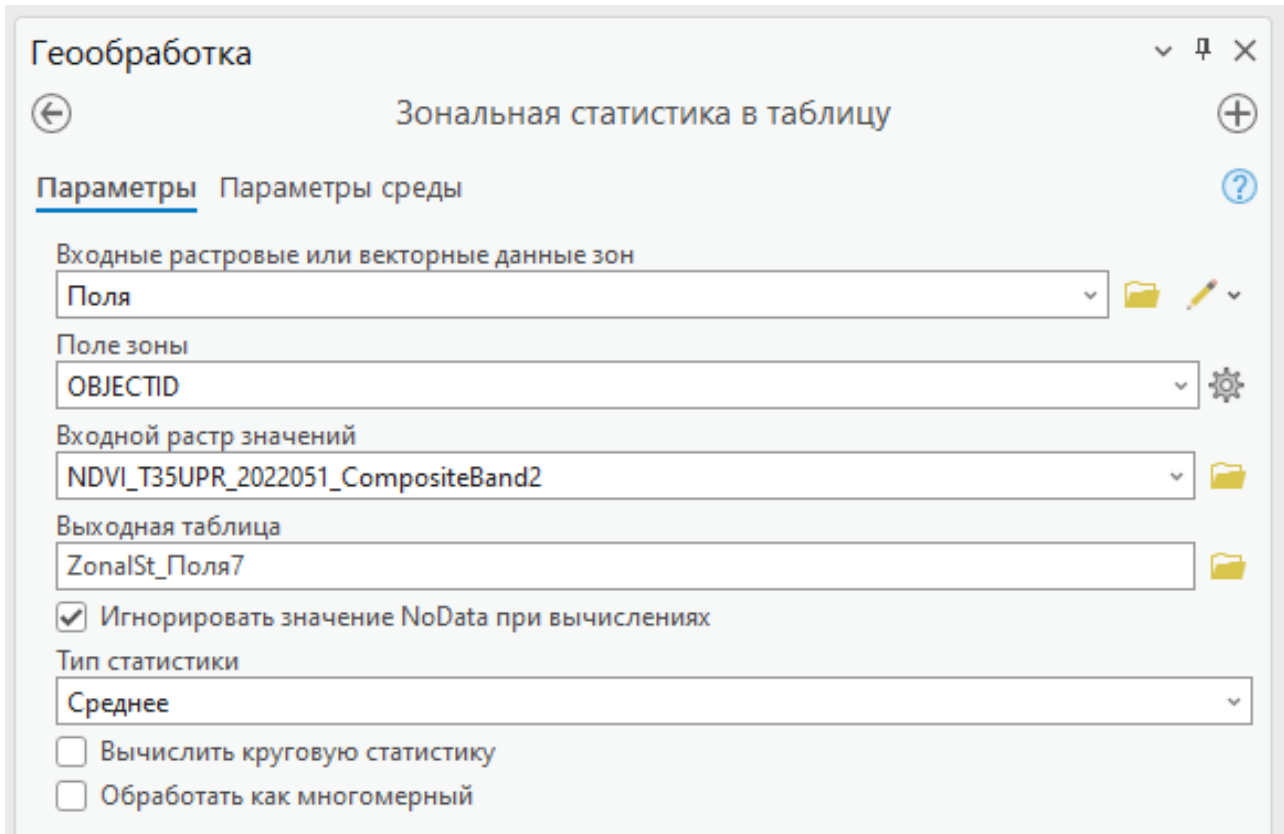 Геообработка
Зональная статистика в таблицу
Параметры Параметры среды
Входные растровые или векторные данные зон
Поля
Поле зоны
OBJECTID
Входной растр значений
NDVI_T35UPR_2022051_CompositeBand2
Выходная таблица
ZonalSt_Поля7
Игнорировать значение NoData при вычислениях
Тип статистики
Среднее
Вычислить круговую статистику
Обработать как многомерный